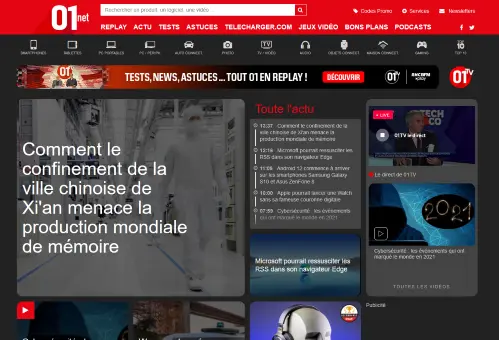 01net
Rechercher un produit, un logiciel, une vidéo ...
Codes Promo
Services
Newsletters
REPLAY ACTU TESTS ASTUCES TELECHARGER.COM JEUX VIDÉO BONS PLANS PODCASTS
SMARTPHONES TABLETTES PC PORTABLES PC / PÉRIPH AUTO CONNECT. PHOTO TV / VIDÉO AUDIO OBJETS CONNECT. MAISON CONNECT. GAMING TOP 10
01 TESTS, NEWS, ASTUCES... TOUT 01 EN REPLAY ! DÉCOUVRIR 01TV 01TV
Comment le
confinement de la
ville chinoise de
Xi'an menace la
production mondiale
de mémoire
Toute l'actu
12:37 Comment le confinement de la
ville chinoise de Xi'an menace la
production mondiale de mémoire
12:16 Microsoft pourrait ressusciter les
RSS dans son navigateur Edge
11:05 Android 12 commence à arriver
sur les smartphones Samsung Galaxy
S10 et Asus ZenFone 8
10:00 Apple pourrait lancer une Watch
sans sa fameuse couronne digitale
07:59 Cybersécurité : les événements
qui ont marqué le monde en 2021
Microsoft pourrait ressusciter les
RSS dans son navigateur Edge
LIVE
TECH
01TV le direct
Le direct de 01TV
2021
Cybersécurité : les événements qui ont
marqué le monde en 2021
TOUTES LES VIDÉOS
Publicité